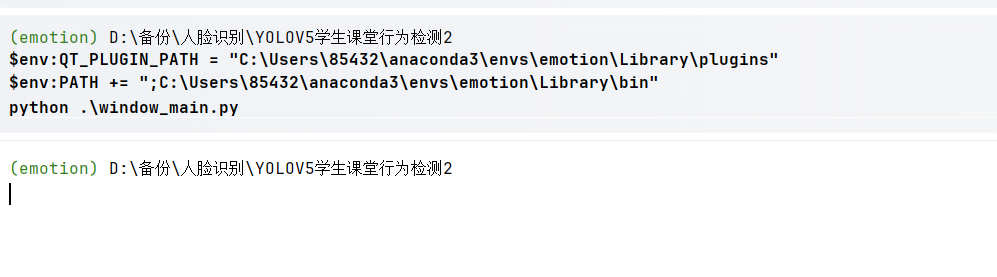 (emotion) D:\备份\人脸识别\YOLOV5学生课堂行为检测2
$env:QT_PLUGIN_PATH = "C:\Users\85432\anaconda3\envs\emotion\Library\plugins"
$env:PATH += ";C:\Users\85432\anaconda3\envs\emotion\Library\bin"
python .\window_main.py
(emotion) D:\备份\人脸识别\YOLOV5学生课堂行为检测2